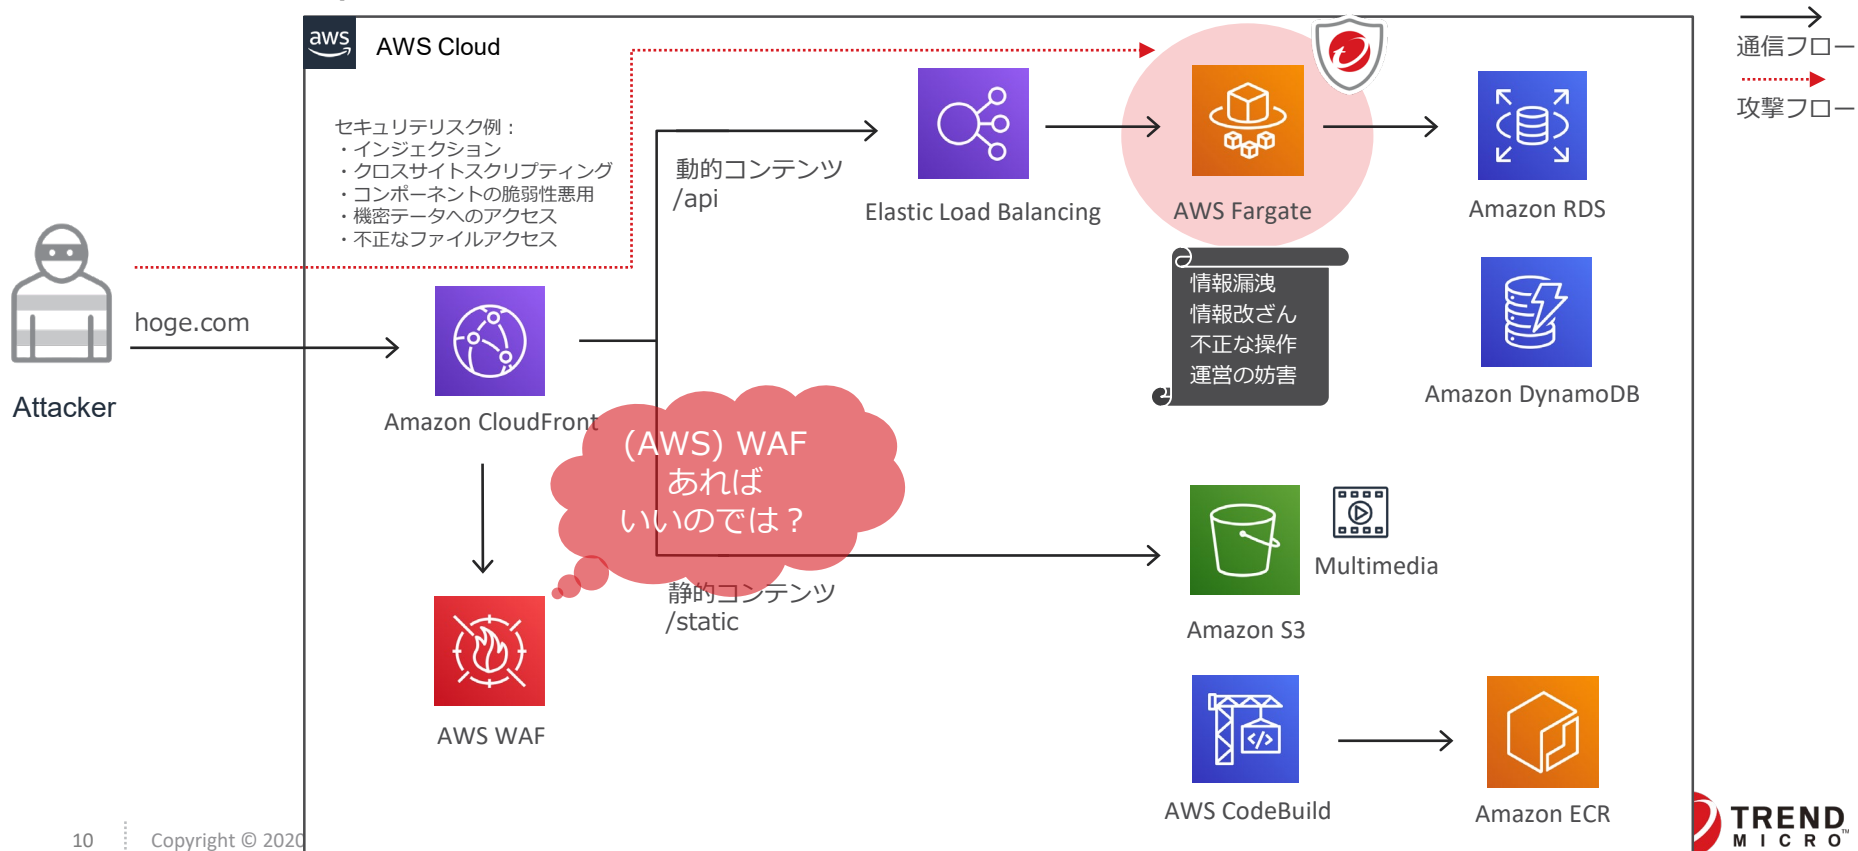 aws
AWS Cloud
通信フロー
攻撃フロー
セキュリテリスク例：
・インジェクション
・クロスサイトスクリプティング
・コンポーネントの脆弱性悪用
・機密データへのアクセス
・不正なファイルアクセス
動的コンテンツ
/api
Elastic Load Balancing
AWS Fargate
Amazon RDS
情報漏洩
情報改ざん
不正な操作
運営の妨害
hoge.com
Attacker
Amazon CloudFront
Amazon DynamoDB
(AWS) WAF
あれば
いいのでは？
静的コンテンツ
/static
Multimedia
Amazon S3
AWS WAF
</>
AWS CodeBuild
Amazon ECR
10
Copyright © 2020
TREND
MICRO™